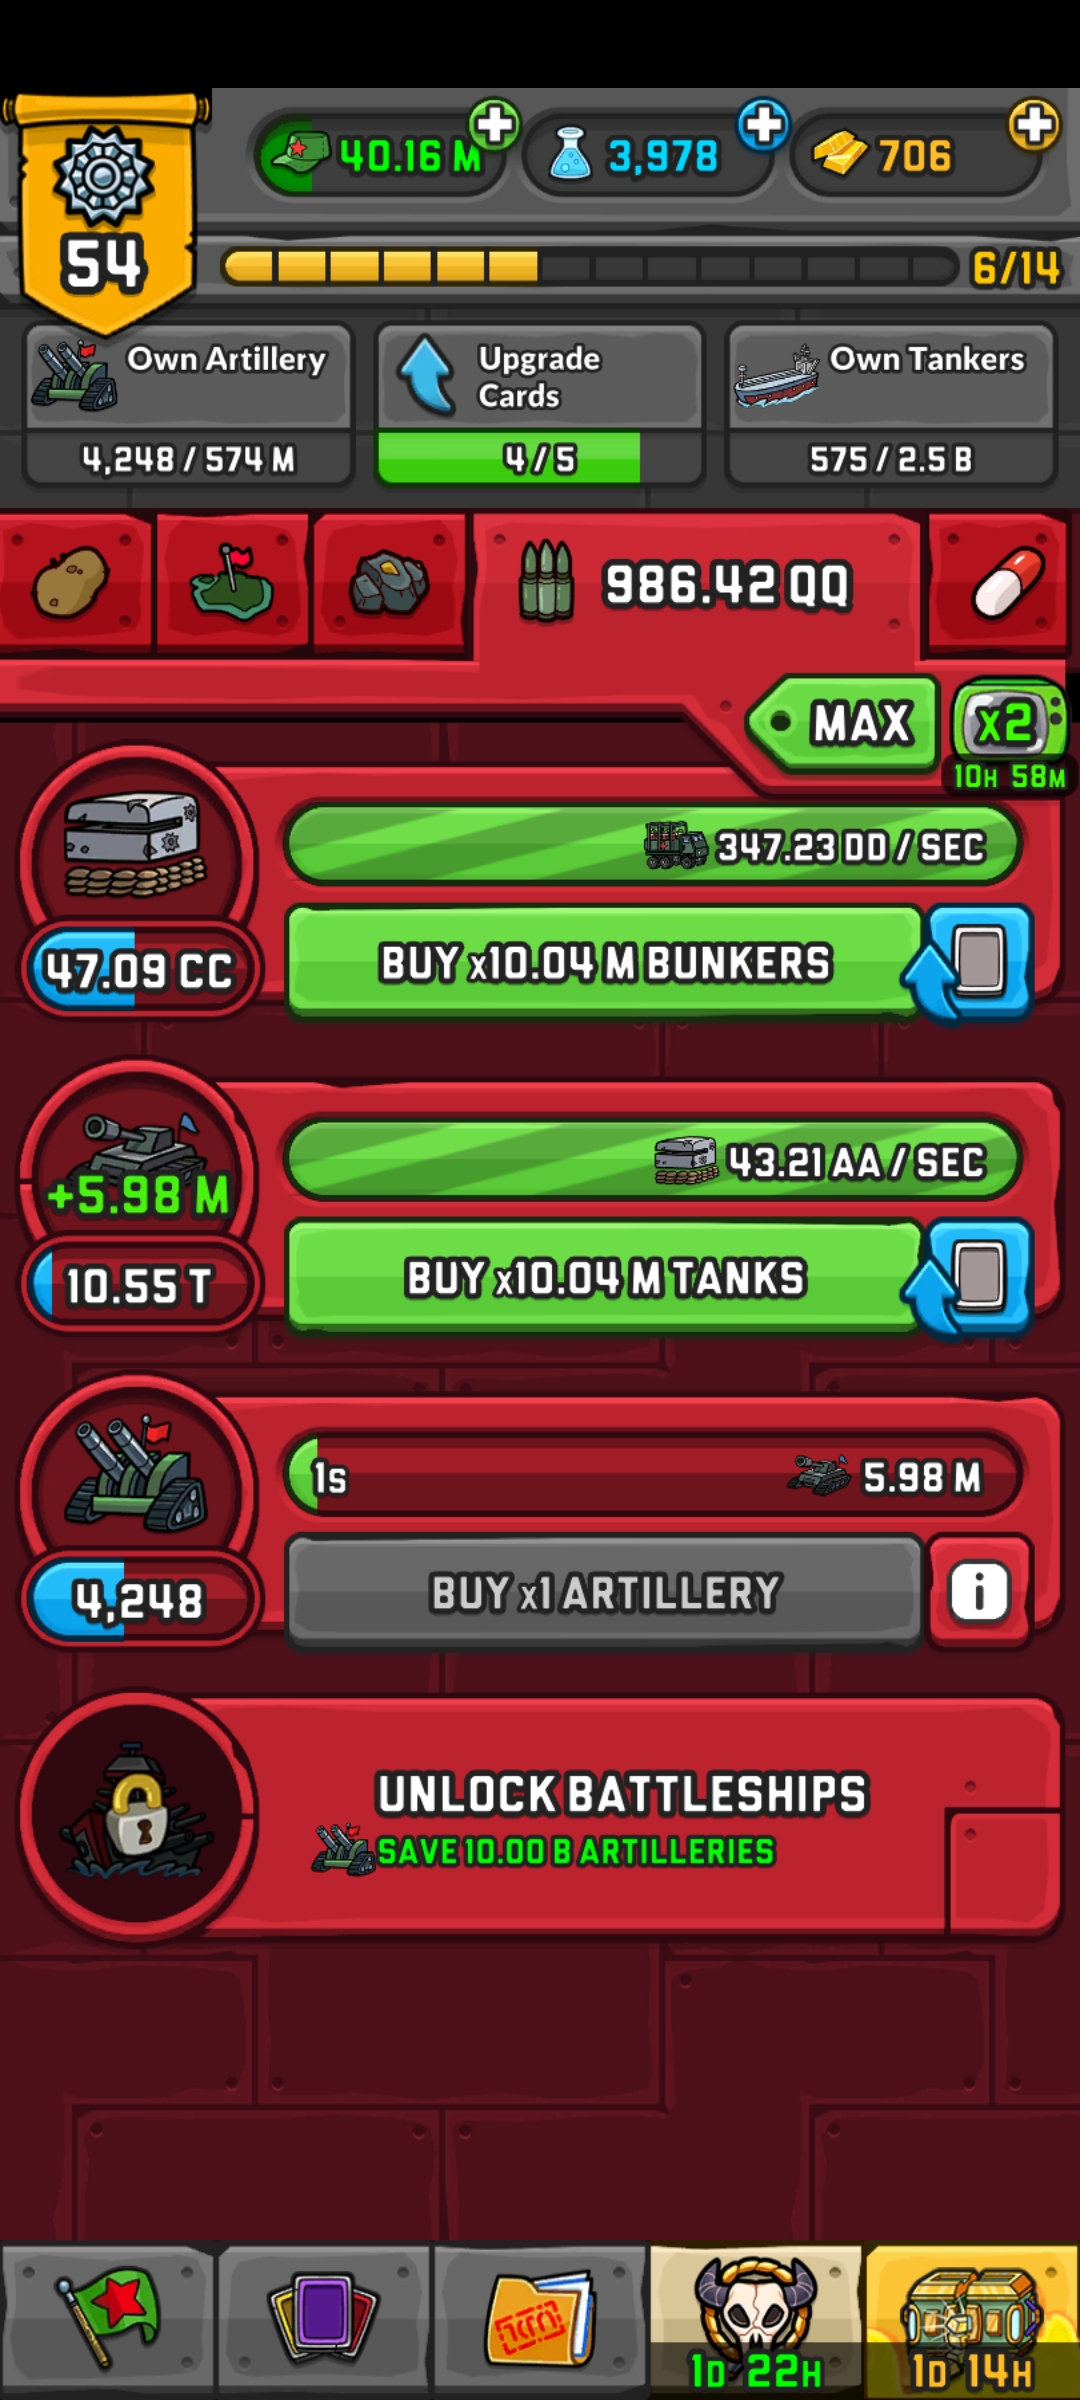 40.16 M
3,978
706
54
6/14
Own Artillery
4,248 / 574 M
Upgrade
Cards
4 / 5
Own Tankers
575 / 2.5 B
986.42 QQ
MAX
x2
10H 58M
347.23 DD / SEC
47.09 CC
BUY x10.04 M BUNKERS
43.21 AA / SEC
+5.98 M
10.55 T
BUY x10.04 M TANKS
1s
5.98 M
4,248
BUY x1 ARTILLERY
i
UNLOCK BATTLESHIPS
SAVE 10.00 B ARTILLERIES
1D 22H
1D 14H